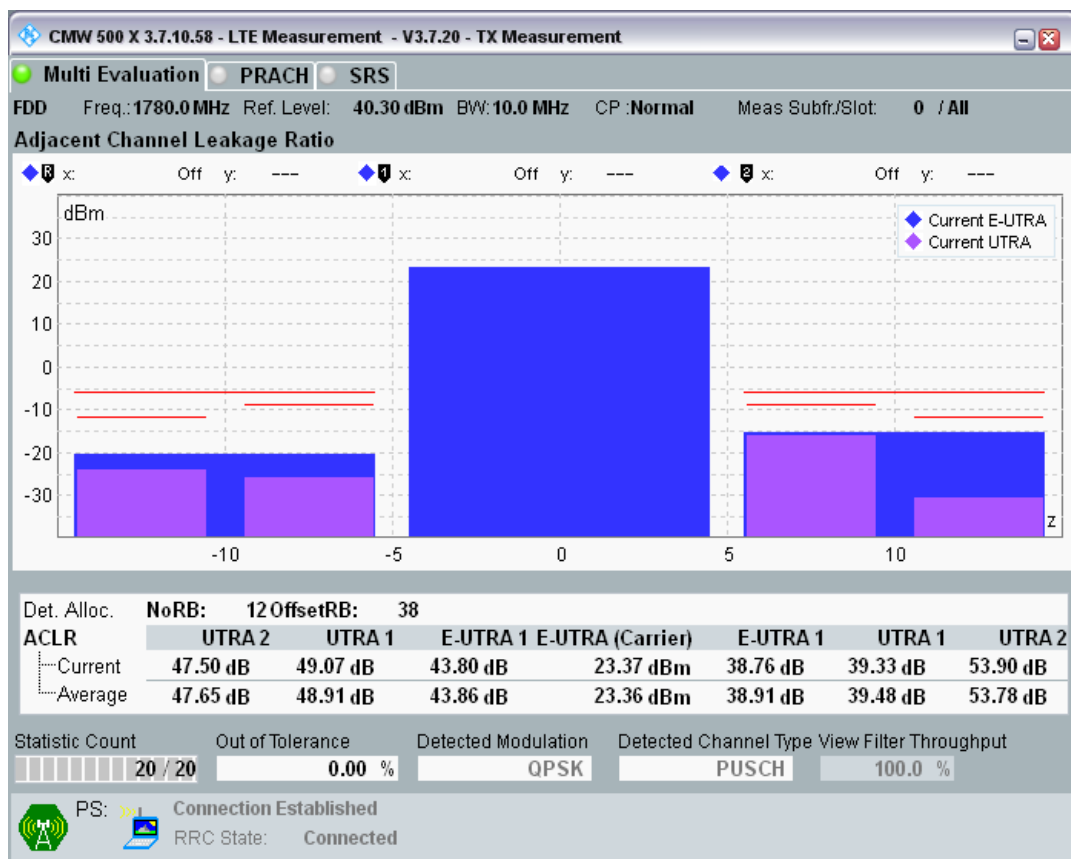 CMW 500 X 3.7.10.58 - LTE Measurement - V3.7.20 - TX Measurement
Multi Evaluation PRACH SRS
FDD Freq.: 1780.0 MHz Ref. Level: 40.30 dBm BW: 10.0 MHz CP :Normal Meas Subfr./Slot: 0 / All
Adjacent Channel Leakage Ratio
R x: Off y: --- 1 x: Off y: --- 2 x: Off y: ---
dBm
Current E-UTRA
Current UTRA
30
20
10
0
-10
-20
-30
z
-10 -5 0 5 10
Det. Alloc. NoRB: 12 OffsetRB: 38
ACLR UTRA 2 UTRA 1 E-UTRA 1 E-UTRA (Carrier) E-UTRA 1 UTRA 1 UTRA 2
Current 47.50 dB 49.07 dB 43.80 dB 23.37 dBm 38.76 dB 39.33 dB 53.90 dB
Average 47.65 dB 48.91 dB 43.86 dB 23.36 dBm 38.91 dB 39.48 dB 53.78 dB
Statistic Count Out of Tolerance Detected Modulation Detected Channel Type View Filter Throughput
20 / 20 0.00 % QPSK PUSCH 100.0 %
PS: Connection Established
RRC State: Connected